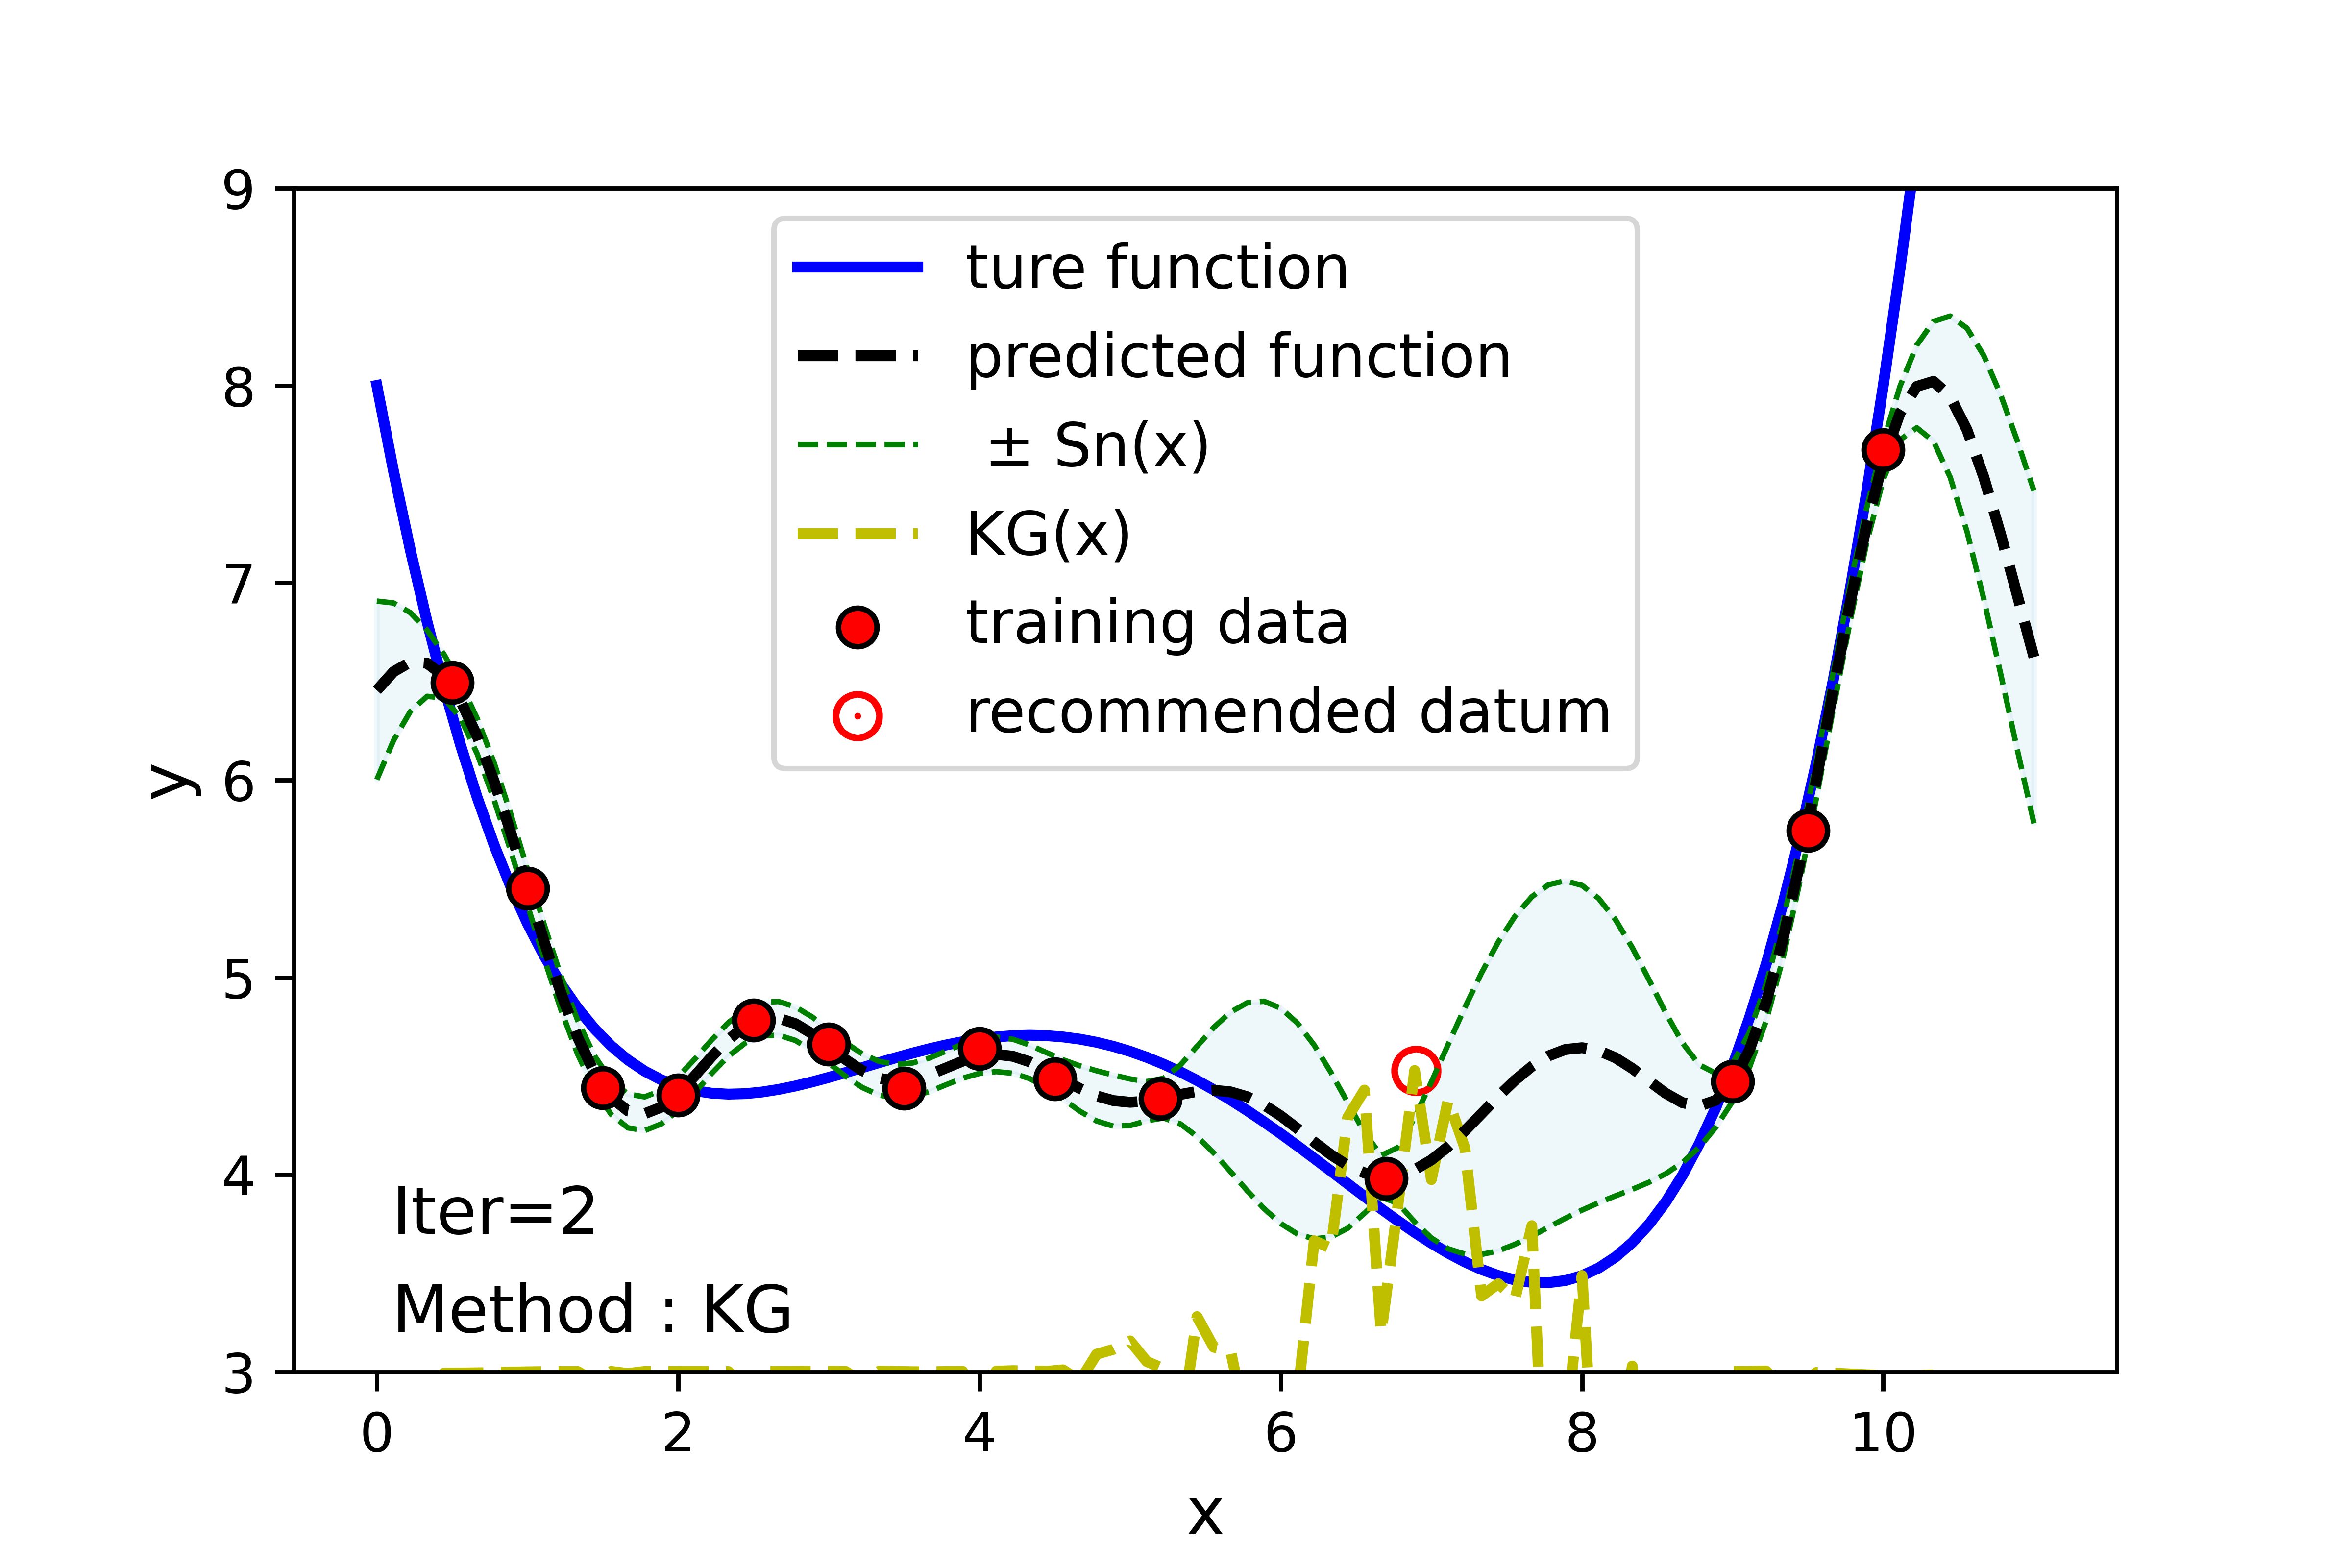 9
8
7
6
5
4
3
y
ture function
predicted function
± Sn(x)
KG(x)
training data
recommended datum
Iter=2
Method : KG
0 2 4 6 8 10
x